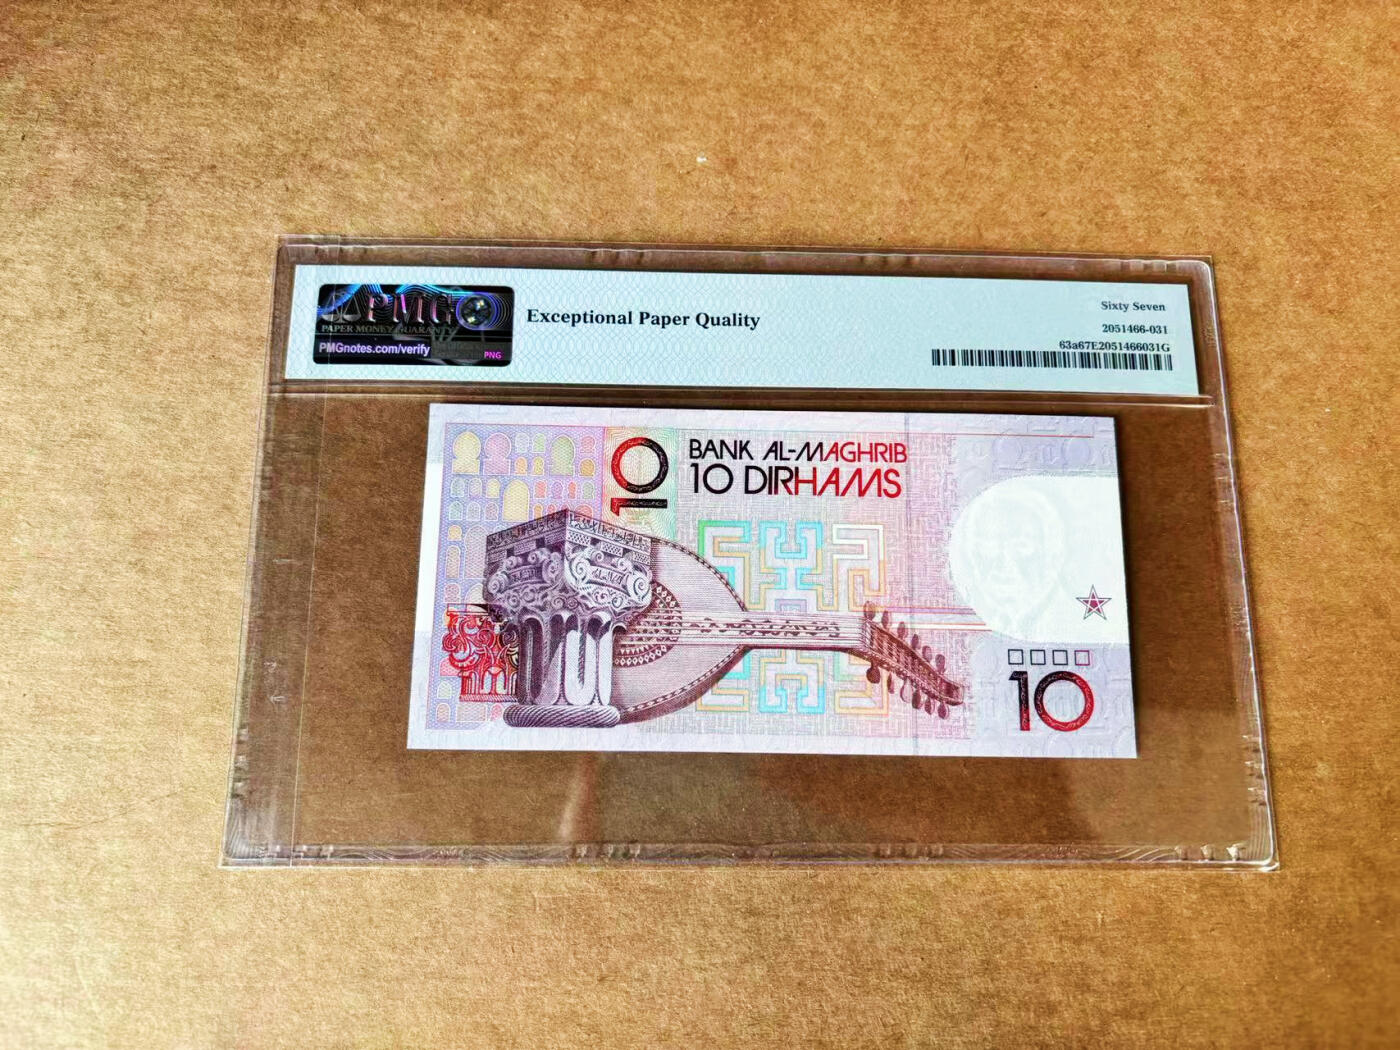 PMG
PAPER MONEY GUARANTY
PMGnotes.com/verify
PNG
Exceptional Paper Quality
Sixty Seven
2051466-031
63a67E2051466031G
10
BANK AL-MAGHRIB
10 DIRHAMS
10